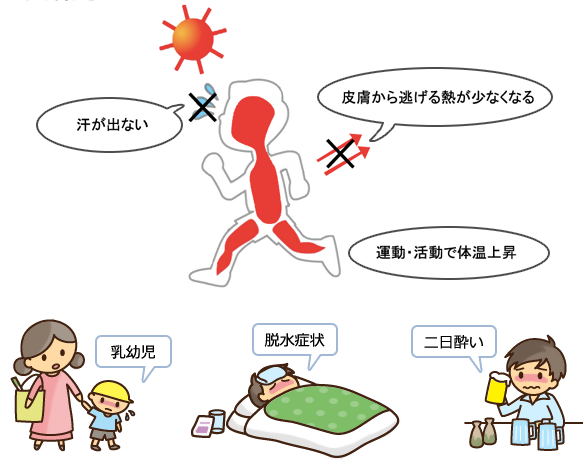 汗が出ない
皮膚から逃げる熱が少なくなる
運動・活動で体温上昇
乳幼児
脱水症状
二日酔い